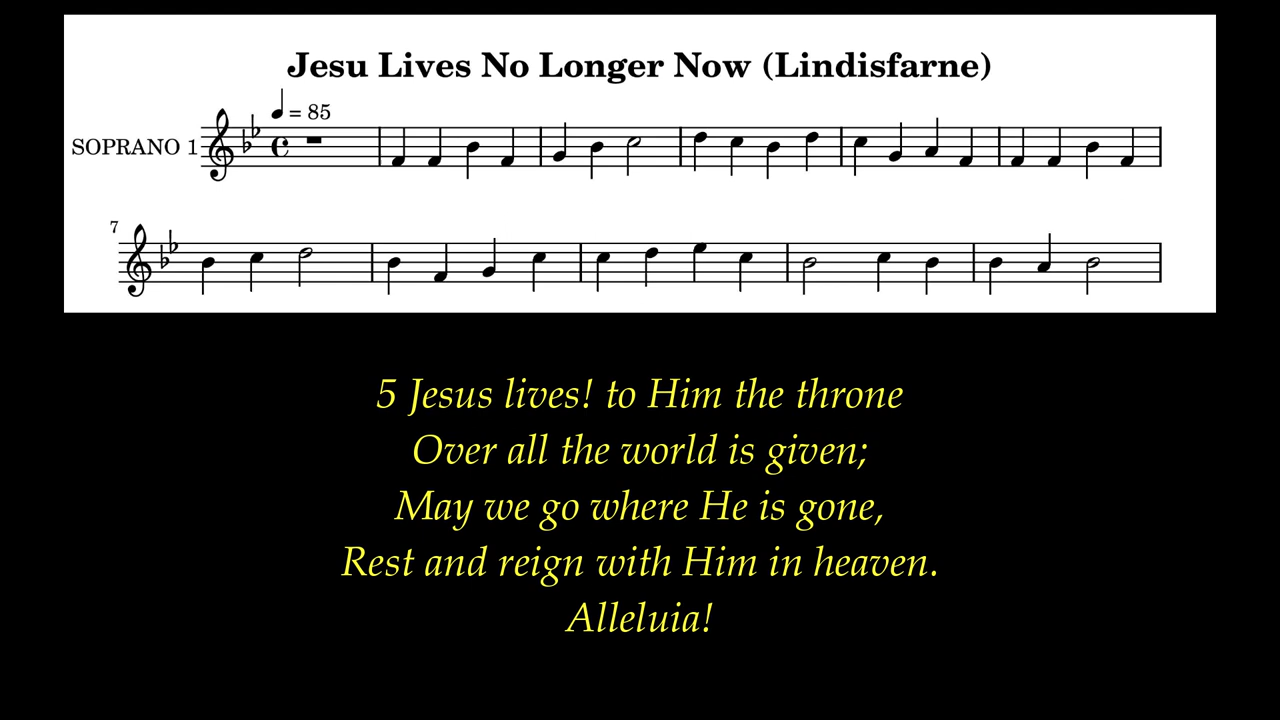 Jesu Lives No Longer Now (Lindisfarne)
= 85
SOPRANO 1
7
5 Jesus lives! to Him the throne
Over all the world is given;
May we go where He is gone,
Rest and reign with Him in heaven.
Alleluia!